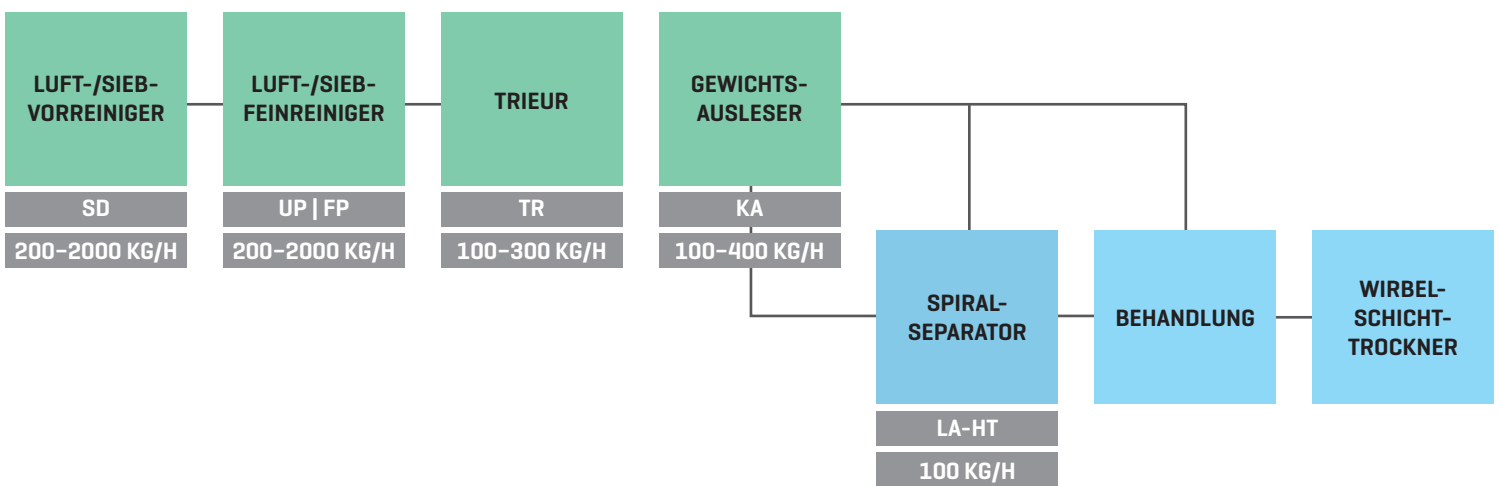 LUFT-/SIEB-
VORREINIGER
SD
200–2000 KG/H
LUFT-/SIEB-
FEINREINIGER
UP | FP
200–2000 KG/H
TRIEUR
TR
100–300 KG/H
GEWICHTS-
AUSLESER
KA
100–400 KG/H
SPIRAL-
SEPARATOR
LA-HT
100 KG/H
BEHANDLUNG
WIRBEL-
SCHICHT-
TROCKNER